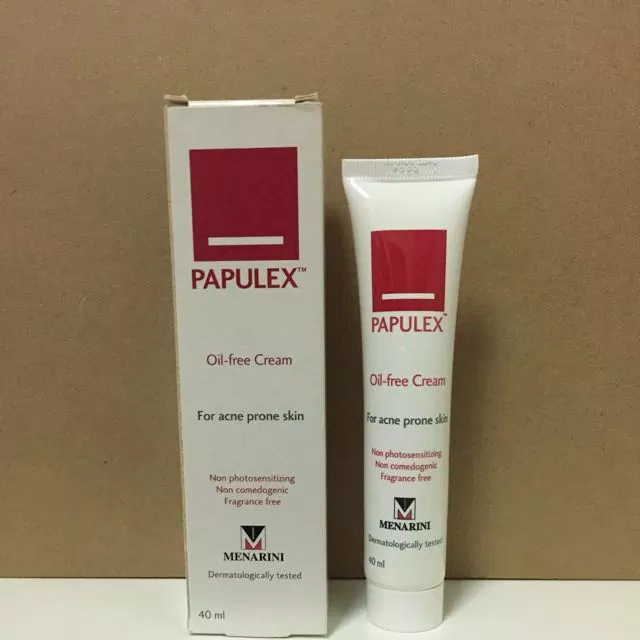 PAPULEX™
Oil-free Cream
For acne prone skin
Non photosensitizing
Non comedogenic
Fragrance free
MENARINI
Dermatologically tested
40 ml
PAPULEX™
Oil-free Cream
For acne prone skin
Non photosensitizing
Non comedogenic
Fragrance free
MENARINI
Dermatologically tested
40 ml